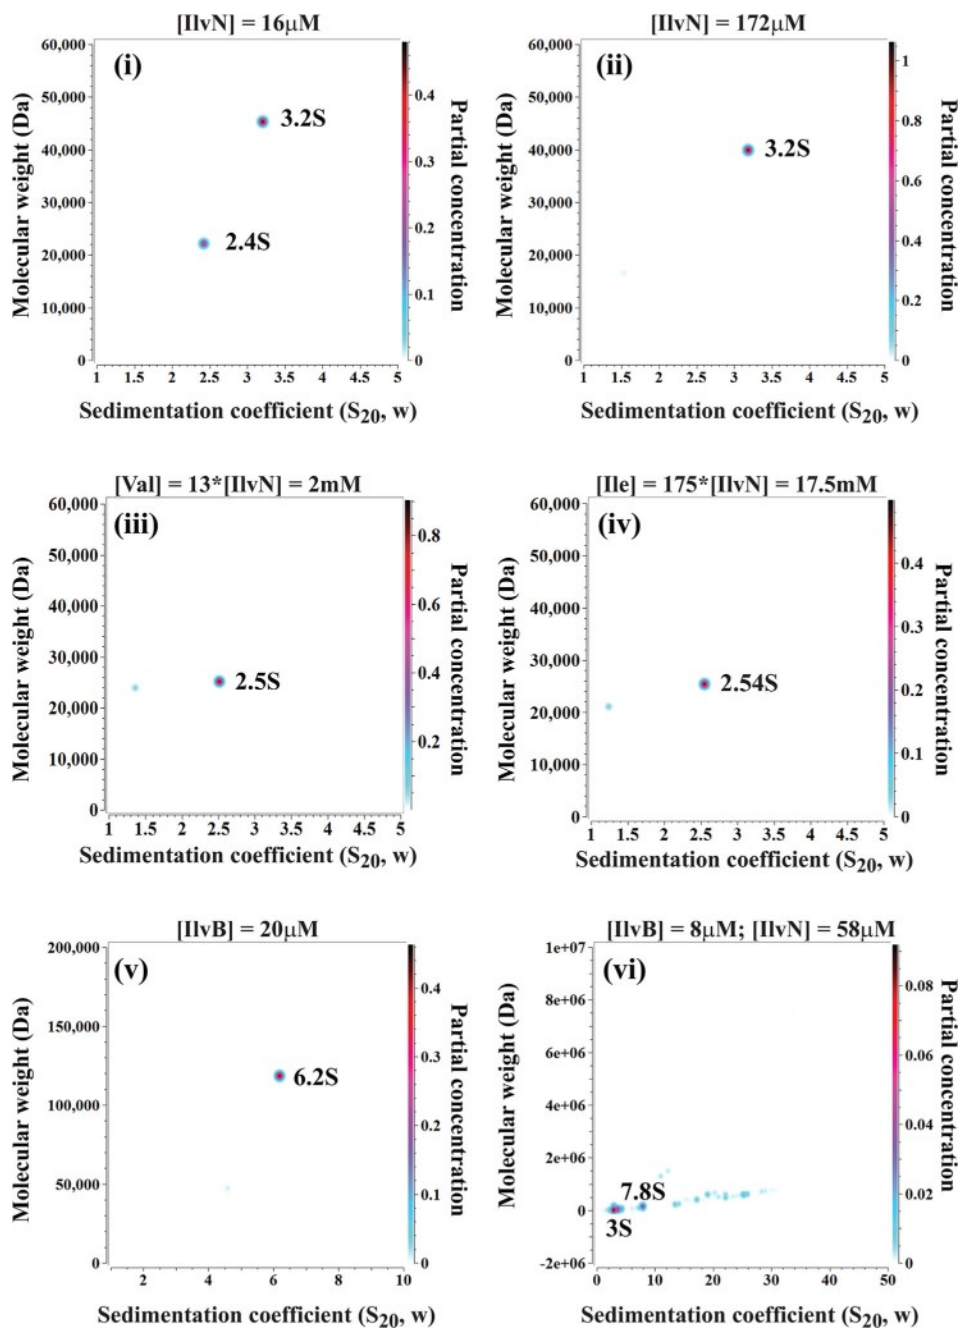 [IlvN] = 16μM
(i)
60,000
50,000
40,000
30,000
20,000
10,000
0
3.2S
2.4S
0.4
0.3
0.2
0.1
0
Molecular weight (Da)
Partial concentration
1 1.5 2 2.5 3 3.5 4 4.5 5
Sedimentation coefficient (S20, w)
[IlvN] = 172μM
(ii)
60,000
50,000
40,000
30,000
20,000
10,000
0
3.2S
1
0.8
0.6
0.4
0.2
0
Molecular weight (Da)
Partial concentration
1 1.5 2 2.5 3 3.5 4 4.5 5
Sedimentation coefficient (S20, w)
[Val] = 13*[IlvN] = 2mM
(iii)
60,000
50,000
40,000
30,000
20,000
10,000
0
2.5S
0.8
0.6
0.4
0.2
Molecular weight (Da)
Partial concentration
1 1.5 2 2.5 3 3.5 4 4.5 5
Sedimentation coefficient (S20, w)
[Ile] = 175*[IlvN] = 17.5mM
(iv)
60,000
50,000
40,000
30,000
20,000
10,000
0
2.54S
0.4
0.3
0.2
0.1
0
Molecular weight (Da)
Partial concentration
1 1.5 2 2.5 3 3.5 4 4.5 5
Sedimentation coefficient (S20, w)
[IlvB] = 20μM
(v)
200,000
150,000
100,000
50,000
0
6.2S
0.4
0.3
0.2
0.1
0
Molecular weight (Da)
Partial concentration
2 4 6 8 10
Sedimentation coefficient (S20, w)
[IlvB] = 8μM; [IlvN] = 58μM
(vi)
1e+07
8e+06
6e+06
4e+06
2e+06
0
-2e+06
7.8S
3S
0.08
0.06
0.04
0.02
0
Molecular weight (Da)
Partial concentration
0 10 20 30 40 50
Sedimentation coefficient (S20, w)